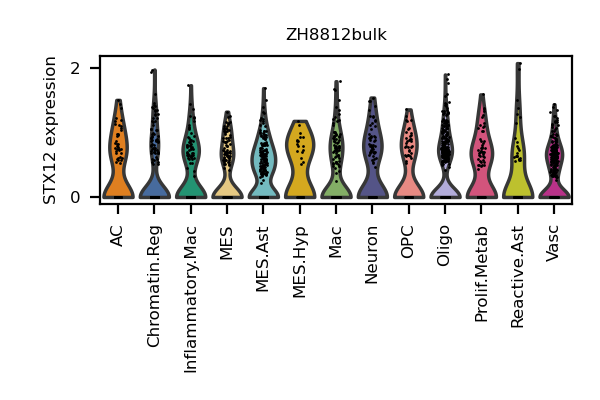 ZH8812bulk
STX12 expression
2
0
AC
Chromatin.Reg
Inflammatory.Mac
MES
MES.Ast
MES.Hyp
Mac
Neuron
OPC
Oligo
Prolif.Metab
Reactive.Ast
Vasc